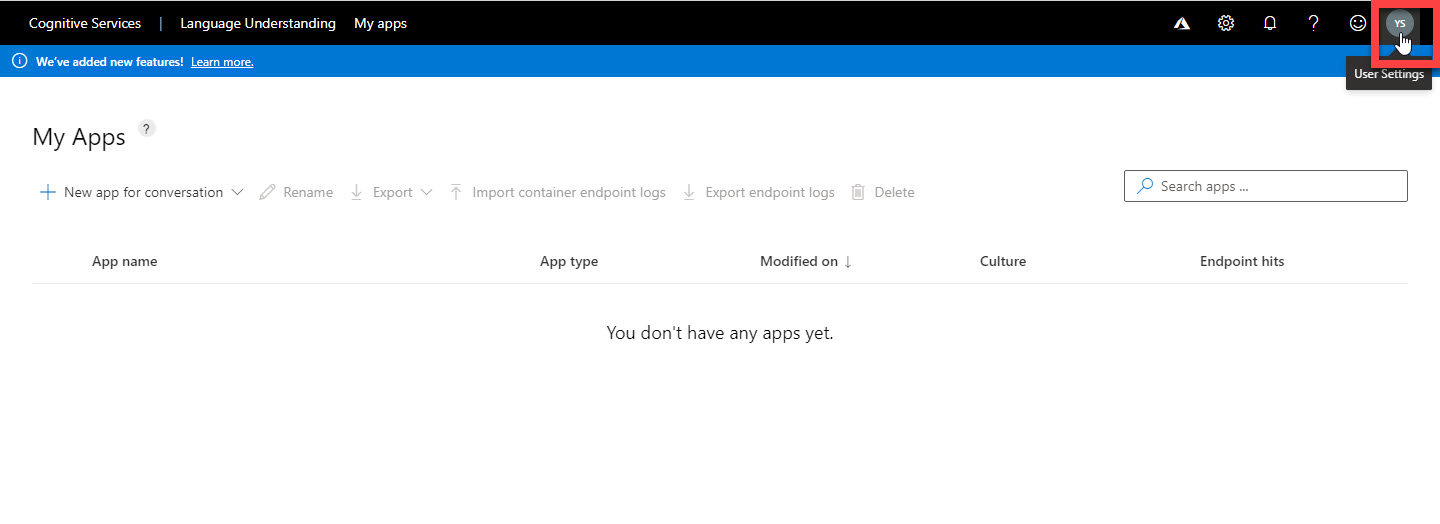 Cognitive Services | Language Understanding My apps ? YS
We've added new features! Learn more.
User Settings
My Apps ?
New app for conversation Rename Export Import container endpoint logs Export endpoint logs Delete Search apps ...
App name App type Modified on ↓ Culture Endpoint hits
You don't have any apps yet.